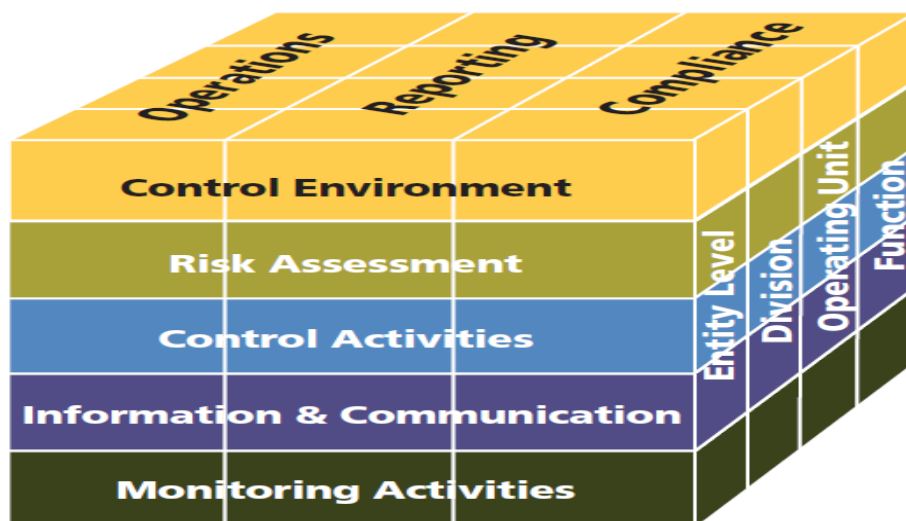 Operations
Reporting
Compliance
Control Environment
Risk Assessment
Control Activities
Information & Communication
Monitoring Activities
Entity Level
Division
Operating Unit
Function